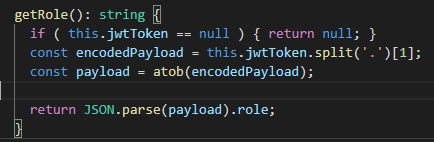 getRole(): string {
if ( this.jwtToken == null ) { return null; }
const encodedPayload = this.jwtToken.split('.')[1];
const payload = atob(encodedPayload);
return JSON.parse(payload).role;
}